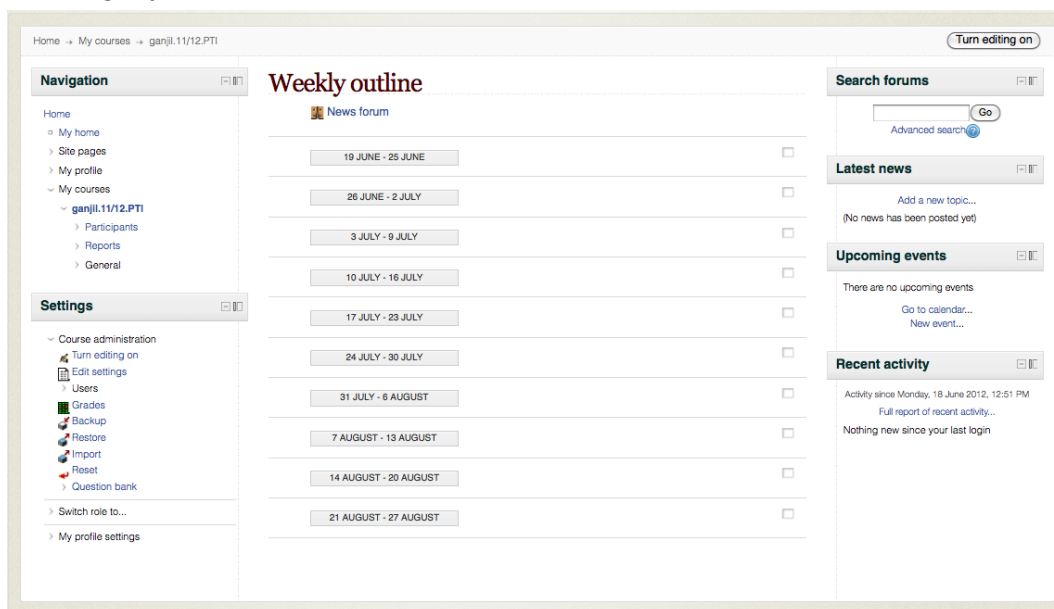 Home → My courses → ganjil.11/12.PTI
Turn editing on
Navigation
Home
My home
Site pages
My profile
My courses
ganjil.11/12.PTI
Participants
Reports
General
Settings
Course administration
Turn editing on
Edit settings
Users
Grades
Backup
Restore
Import
Reset
Question bank
Switch role to...
My profile settings
Weekly outline
News forum
19 JUNE - 25 JUNE
26 JUNE - 2 JULY
3 JULY - 9 JULY
10 JULY - 16 JULY
17 JULY - 23 JULY
24 JULY - 30 JULY
31 JULY - 6 AUGUST
7 AUGUST - 13 AUGUST
14 AUGUST - 20 AUGUST
21 AUGUST - 27 AUGUST
Search forums
Go
Advanced search
Latest news
Add a new topic...
(No news has been posted yet)
Upcoming events
There are no upcoming events
Go to calendar...
New event...
Recent activity
Activity since Monday, 18 June 2012, 12:51 PM
Full report of recent activity...
Nothing new since your last login